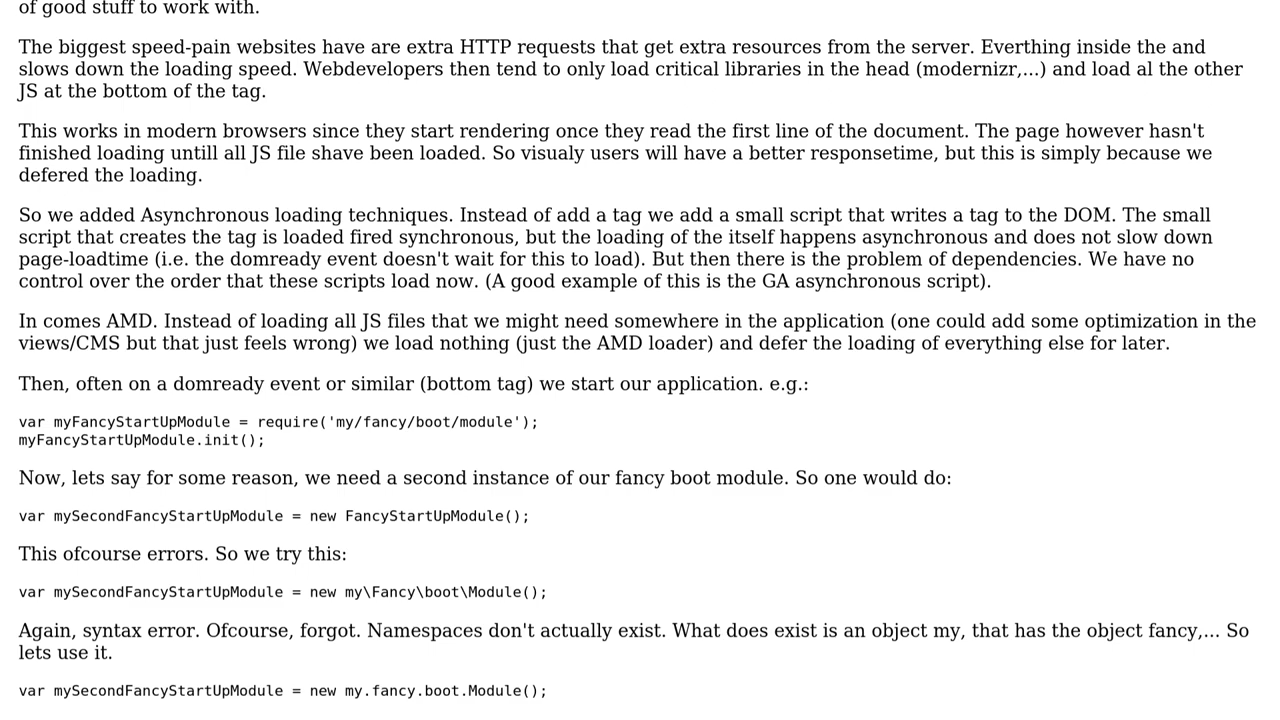 of good stuff to work with.
The biggest speed-pain websites have are extra HTTP requests that get extra resources from the server. Everthing inside the and
slows down the loading speed. Webdevelopers then tend to only load critical libraries in the head (modernizr,...) and load al the other
JS at the bottom of the tag.
This works in modern browsers since they start rendering once they read the first line of the document. The page however hasn't
finished loading untill all JS file shave been loaded. So visualy users will have a better responsetime, but this is simply because we
defered the loading.
So we added Asynchronous loading techniques. Instead of add a tag we add a small script that writes a tag to the DOM. The small
script that creates the tag is loaded fired synchronous, but the loading of the itself happens asynchronous and does not slow down
page-loadtime (i.e. the domready event doesn't wait for this to load). But then there is the problem of dependencies. We have no
control over the order that these scripts load now. (A good example of this is the GA asynchronous script).
In comes AMD. Instead of loading all JS files that we might need somewhere in the application (one could add some optimization in the
views/CMS but that just feels wrong) we load nothing (just the AMD loader) and defer the loading of everything else for later.
Then, often on a domready event or similar (bottom tag) we start our application. e.g.:
var myFancyStartUpModule = require('my/fancy/boot/module');
myFancyStartUpModule.init();
Now, lets say for some reason, we need a second instance of our fancy boot module. So one would do:
var mySecondFancyStartUpModule = new FancyStartUpModule();
This ofcourse errors. So we try this:
var mySecondFancyStartUpModule = new my\Fancy\boot\Module();
Again, syntax error. Ofcourse, forgot. Namespaces don't actually exist. What does exist is an object my, that has the object fancy,... So
lets use it.
var mySecondFancyStartUpModule = new my.fancy.boot.Module();